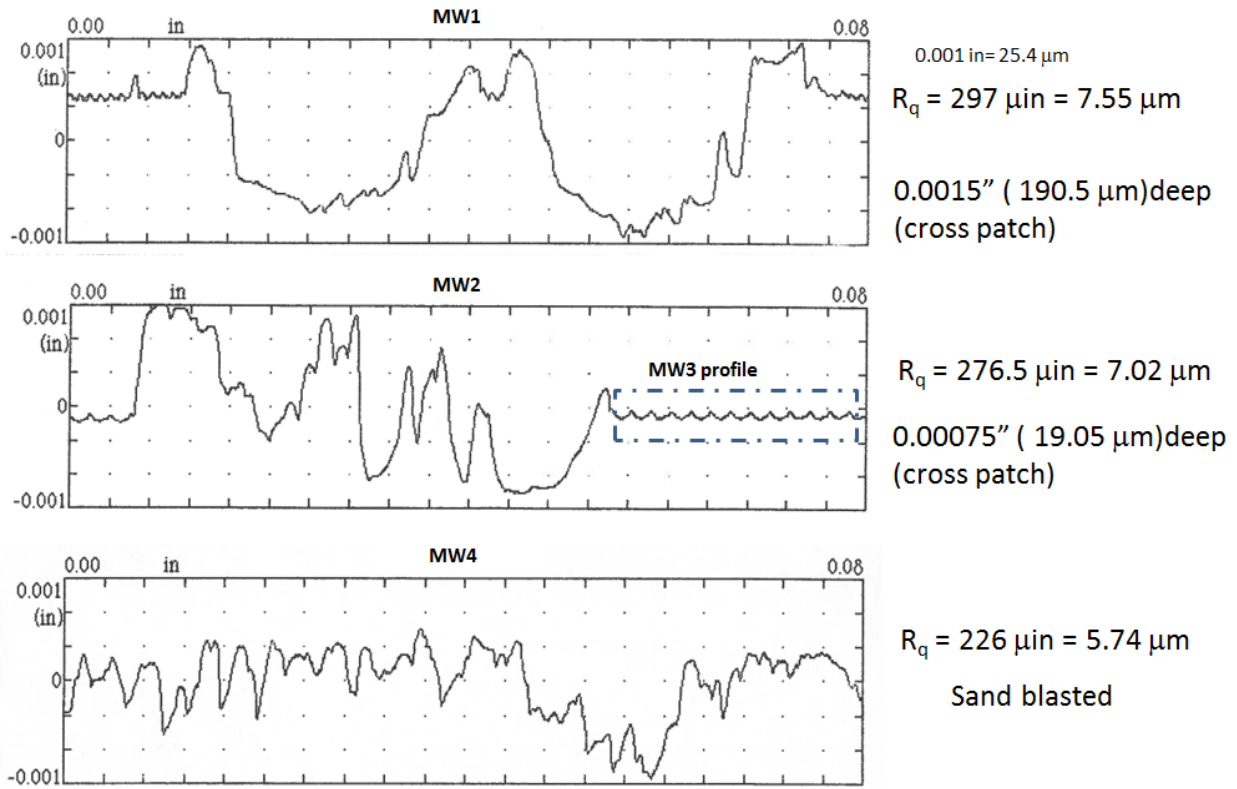 MW1
0.00 in 0.08
0.001
(in)
0
-0.001
0.001 in= 25.4 μm
Rq = 297 μin = 7.55 μm
0.0015” ( 190.5 μm)deep
(cross patch)
MW2
0.00 in 0.08
0.001
(in)
0
-0.001
MW3 profile
Rq = 276.5 μin = 7.02 μm
0.00075” ( 19.05 μm)deep
(cross patch)
MW4
0.00 in 0.08
0.001
(in)
0
-0.001
Rq = 226 μin = 5.74 μm
Sand blasted